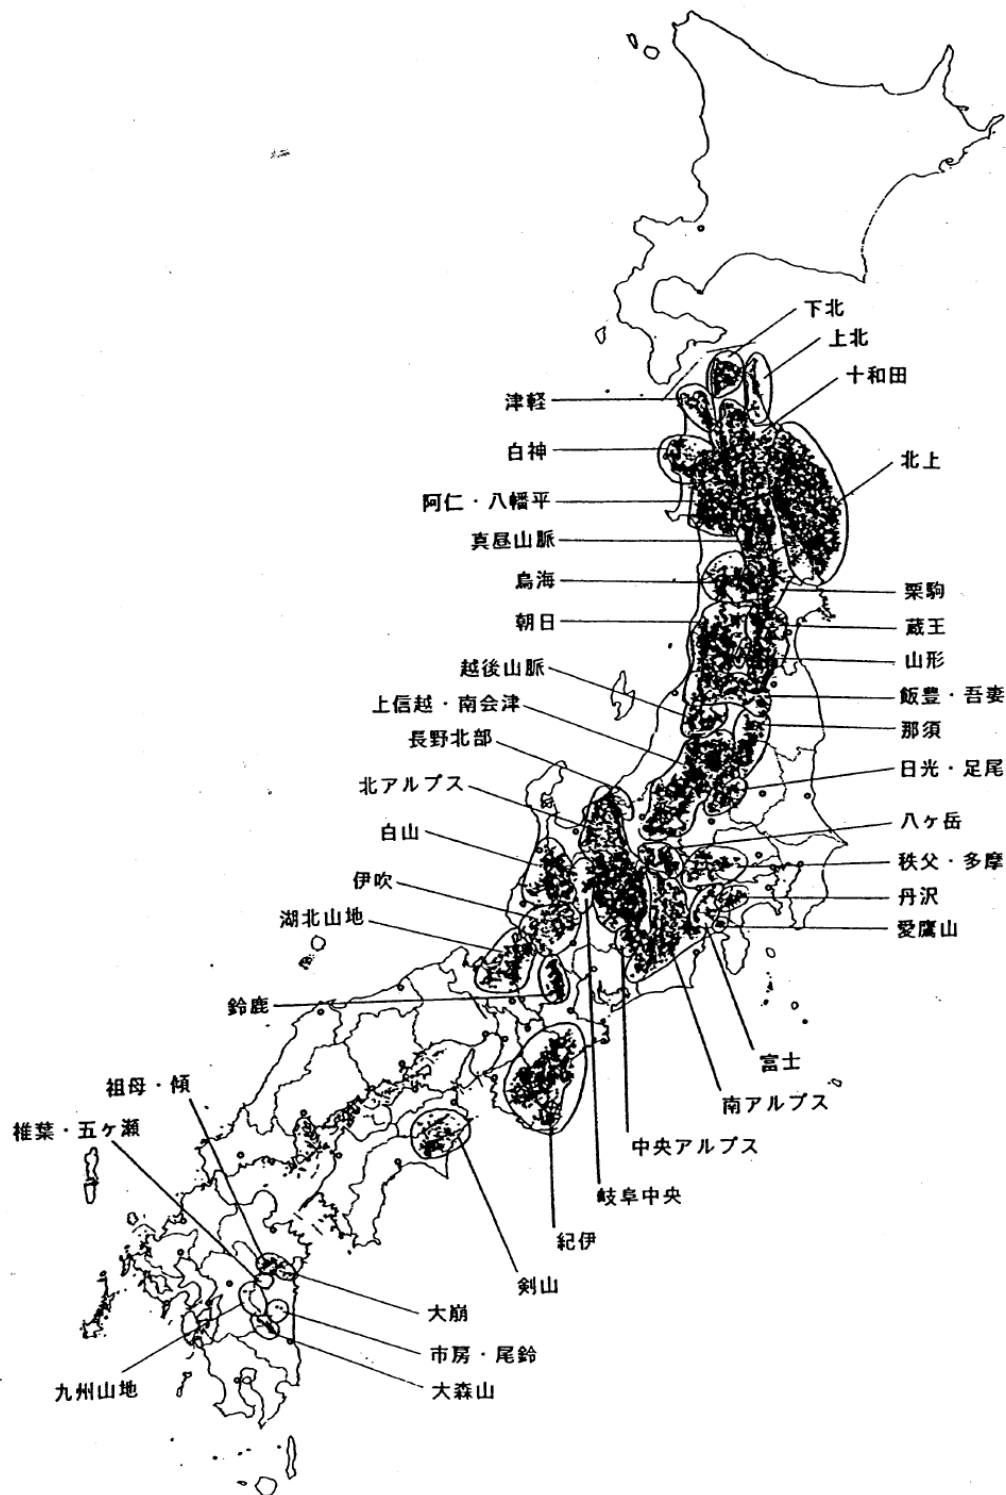 下北
上北
十和田
津軽
白神
北上
阿仁・八幡平
真昼山脈
鳥海
栗駒
朝日
蔵王
山形
越後山脈
飯豊・吾妻
上信越・南会津
那須
長野北部
日光・足尾
北アルプス
八ヶ岳
白山
秩父・多摩
伊吹
丹沢
湖北山地
愛鷹山
鈴鹿
富士
祖母・傾
南アルプス
椎葉・五ヶ瀬
中央アルプス
岐阜中央
紀伊
剣山
大崩
市房・尾鈴
九州山地
大森山